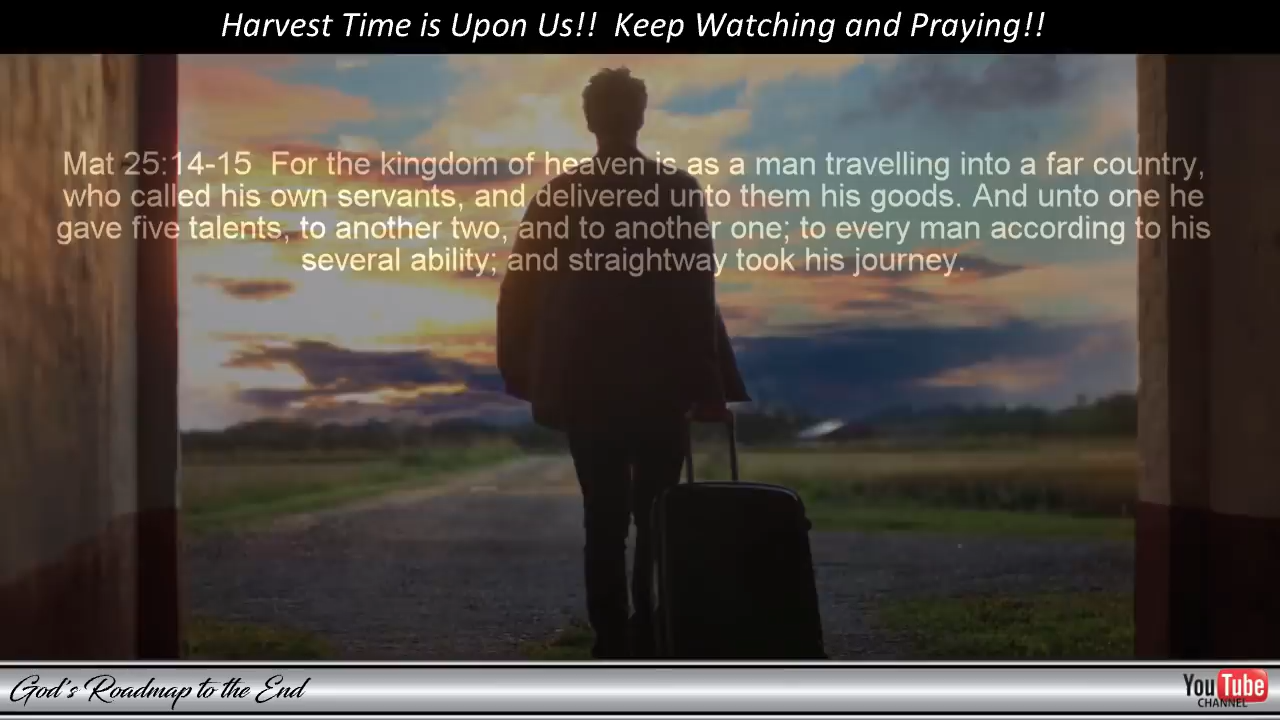 Harvest Time is Upon Us!! Keep Watching and Praying!!
Mat 25:14-15 For the kingdom of heaven is as a man travelling into a far country,
who called his own servants, and delivered unto them his goods. And unto one he
gave five talents, to another two, and to another one; to every man according to his
several ability; and straightway took his journey.
God's Roadmap to the End
YouTube
CHANNEL